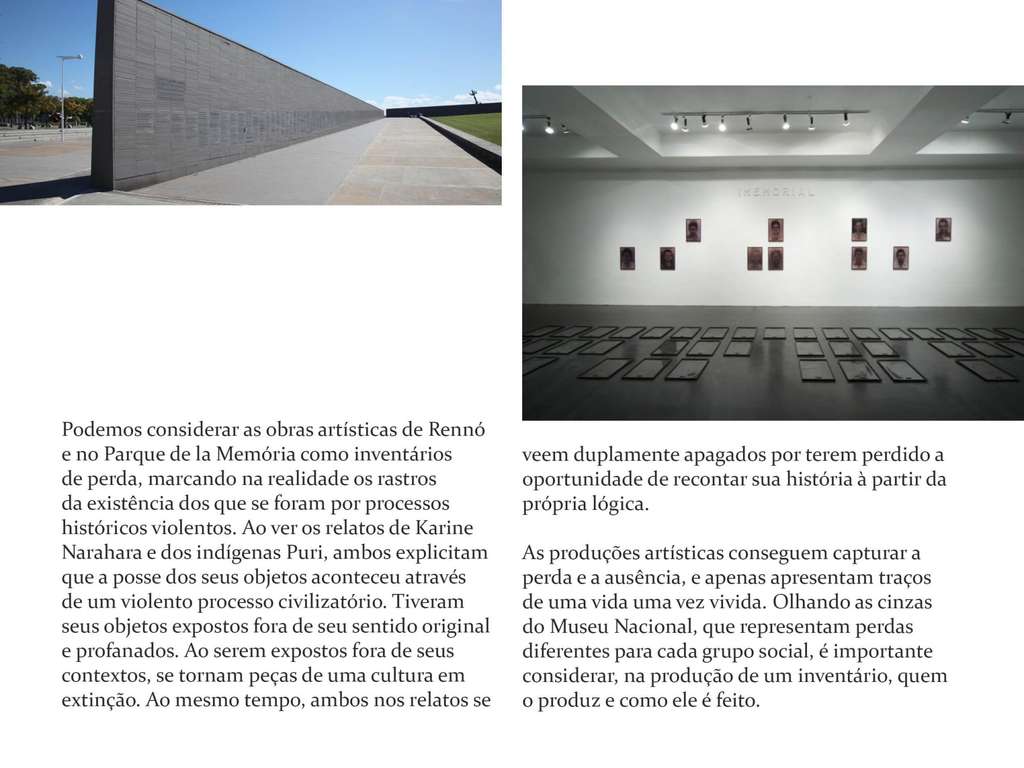 IMEMORIAL
Podemos considerar as obras artísticas de Rennó
e no Parque de la Memória como inventários
de perda, marcando na realidade os rastros
da existência dos que se foram por processos
históricos violentos. Ao ver os relatos de Karine
Narahara e dos indígenas Puri, ambos explicitam
que a posse dos seus objetos aconteceu através
de um violento processo civilizatório. Tiveram
seus objetos expostos fora de seu sentido original
e profanados. Ao serem expostos fora de seus
contextos, se tornam peças de uma cultura em
extinção. Ao mesmo tempo, ambos nos relatos se
veem duplamente apagados por terem perdido a
oportunidade de recontar sua história à partir da
própria lógica.
As produções artísticas conseguem capturar a
perda e a ausência, e apenas apresentam traços
de uma vida uma vez vivida. Olhando as cinzas
do Museu Nacional, que representam perdas
diferentes para cada grupo social, é importante
considerar, na produção de um inventário, quem
o produz e como ele é feito.